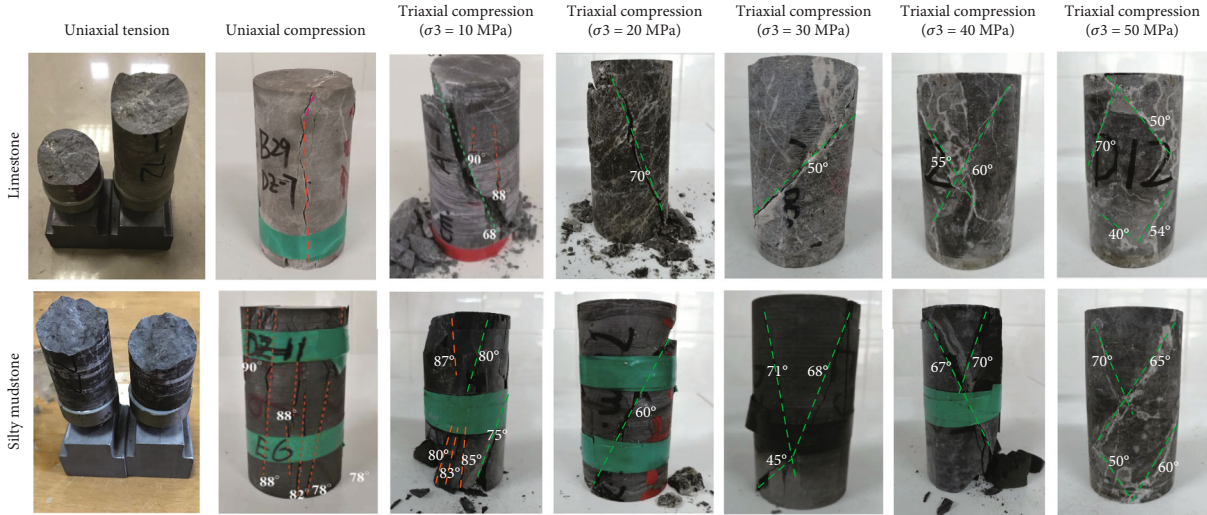 Uniaxial tension
Uniaxial compression
Triaxial compression
(σ3 = 10 MPa)
Triaxial compression
(σ3 = 20 MPa)
Triaxial compression
(σ3 = 30 MPa)
Triaxial compression
(σ3 = 40 MPa)
Triaxial compression
(σ3 = 50 MPa)
Limestone
B29
DZ-7
90°
88
68
70°
50°
55°
60°
50°
70°
D12
40°
54°
Silty mudstone
DZ-11
90°
88°
EG
88°
82°
78°
78°
87°
80°
75°
80°
83°
85°
60°
71°
68°
45°
67°
70°
70°
65°
50°
60°